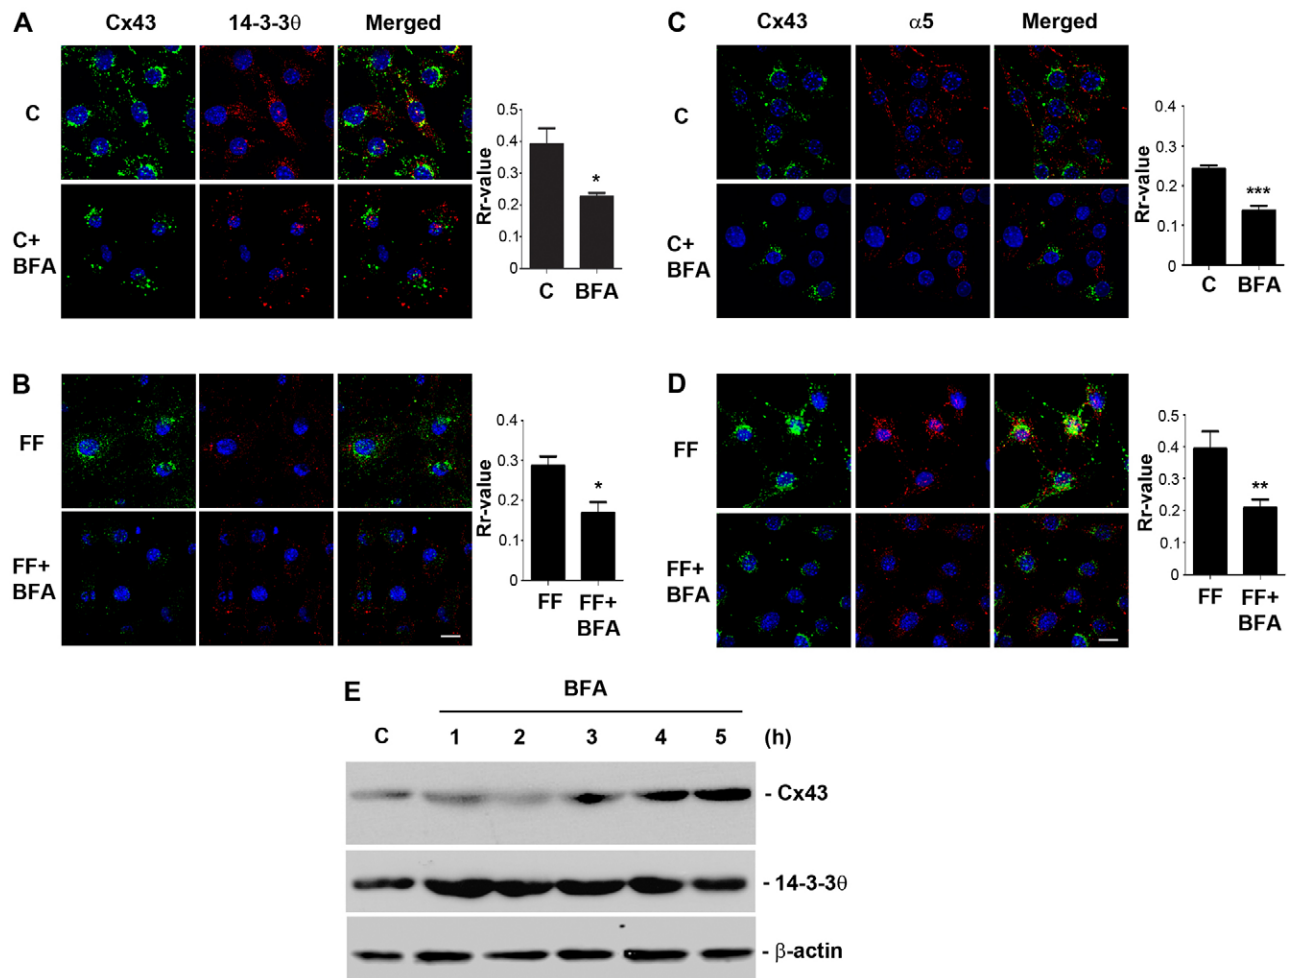 A
Cx43 14-3-3θ Merged
C
C+
BFA
Rr-value
0.5
0.4
0.3
0.2
0.1
0
*
C BFA
C
Cx43 α5 Merged
C
C+
BFA
Rr-value
0.4
0.3
0.2
0.1
0
***
C BFA
B
FF
FF+
BFA
Rr-value
0.4
0.3
0.2
0.1
0
*
FF FF+
BFA
D
FF
FF+
BFA
Rr-value
0.5
0.4
0.3
0.2
0.1
0
**
FF FF+
BFA
E
BFA
C 1 2 3 4 5 (h)
- Cx43
- 14-3-3θ
- β-actin